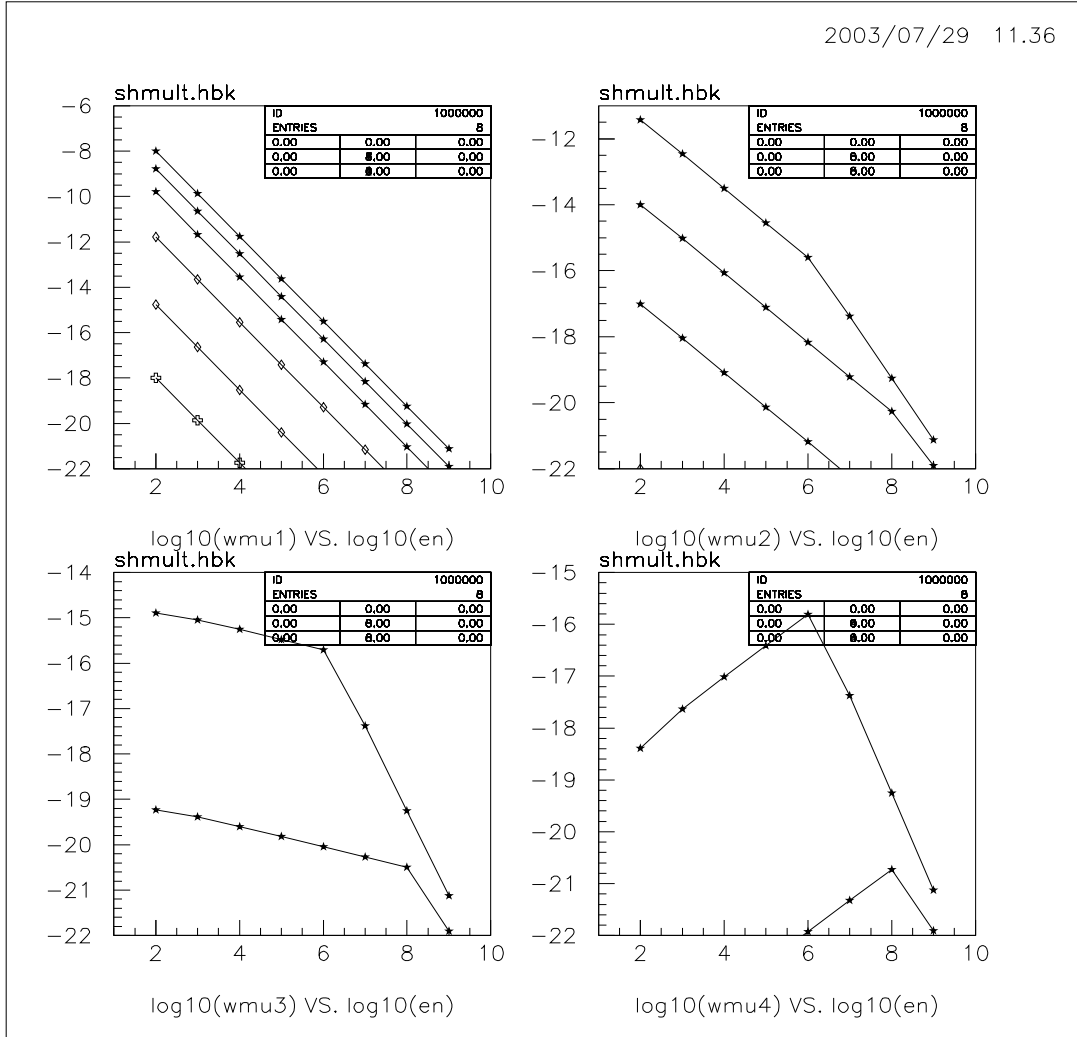 2003/07/29 11.36
shmult.hbk
ID 1000000
ENTRIES 8
0.00 0.00 0.00
0.00 0.00
0.00 0.00
-6
-8
-10
-12
-14
-16
-18
-20
-22
2 4 6 8 10
log10(wmu1) VS. log10(en)
shmult.hbk
ID 1000000
ENTRIES 8
0.00 0.00 0.00
0.00 0.00
0.00 0.00
-12
-14
-16
-18
-20
-22
2 4 6 8 10
log10(wmu2) VS. log10(en)
shmult.hbk
ID 1000000
ENTRIES 8
0.00 0.00 0.00
0.00 0.00
0.00 0.00
-14
-15
-16
-17
-18
-19
-20
-21
-22
2 4 6 8 10
log10(wmu3) VS. log10(en)
shmult.hbk
ID 1000000
ENTRIES 8
0.00 0.00 0.00
0.00 0.00
0.00 0.00
-15
-16
-17
-18
-19
-20
-21
-22
2 4 6 8 10
log10(wmu4) VS. log10(en)